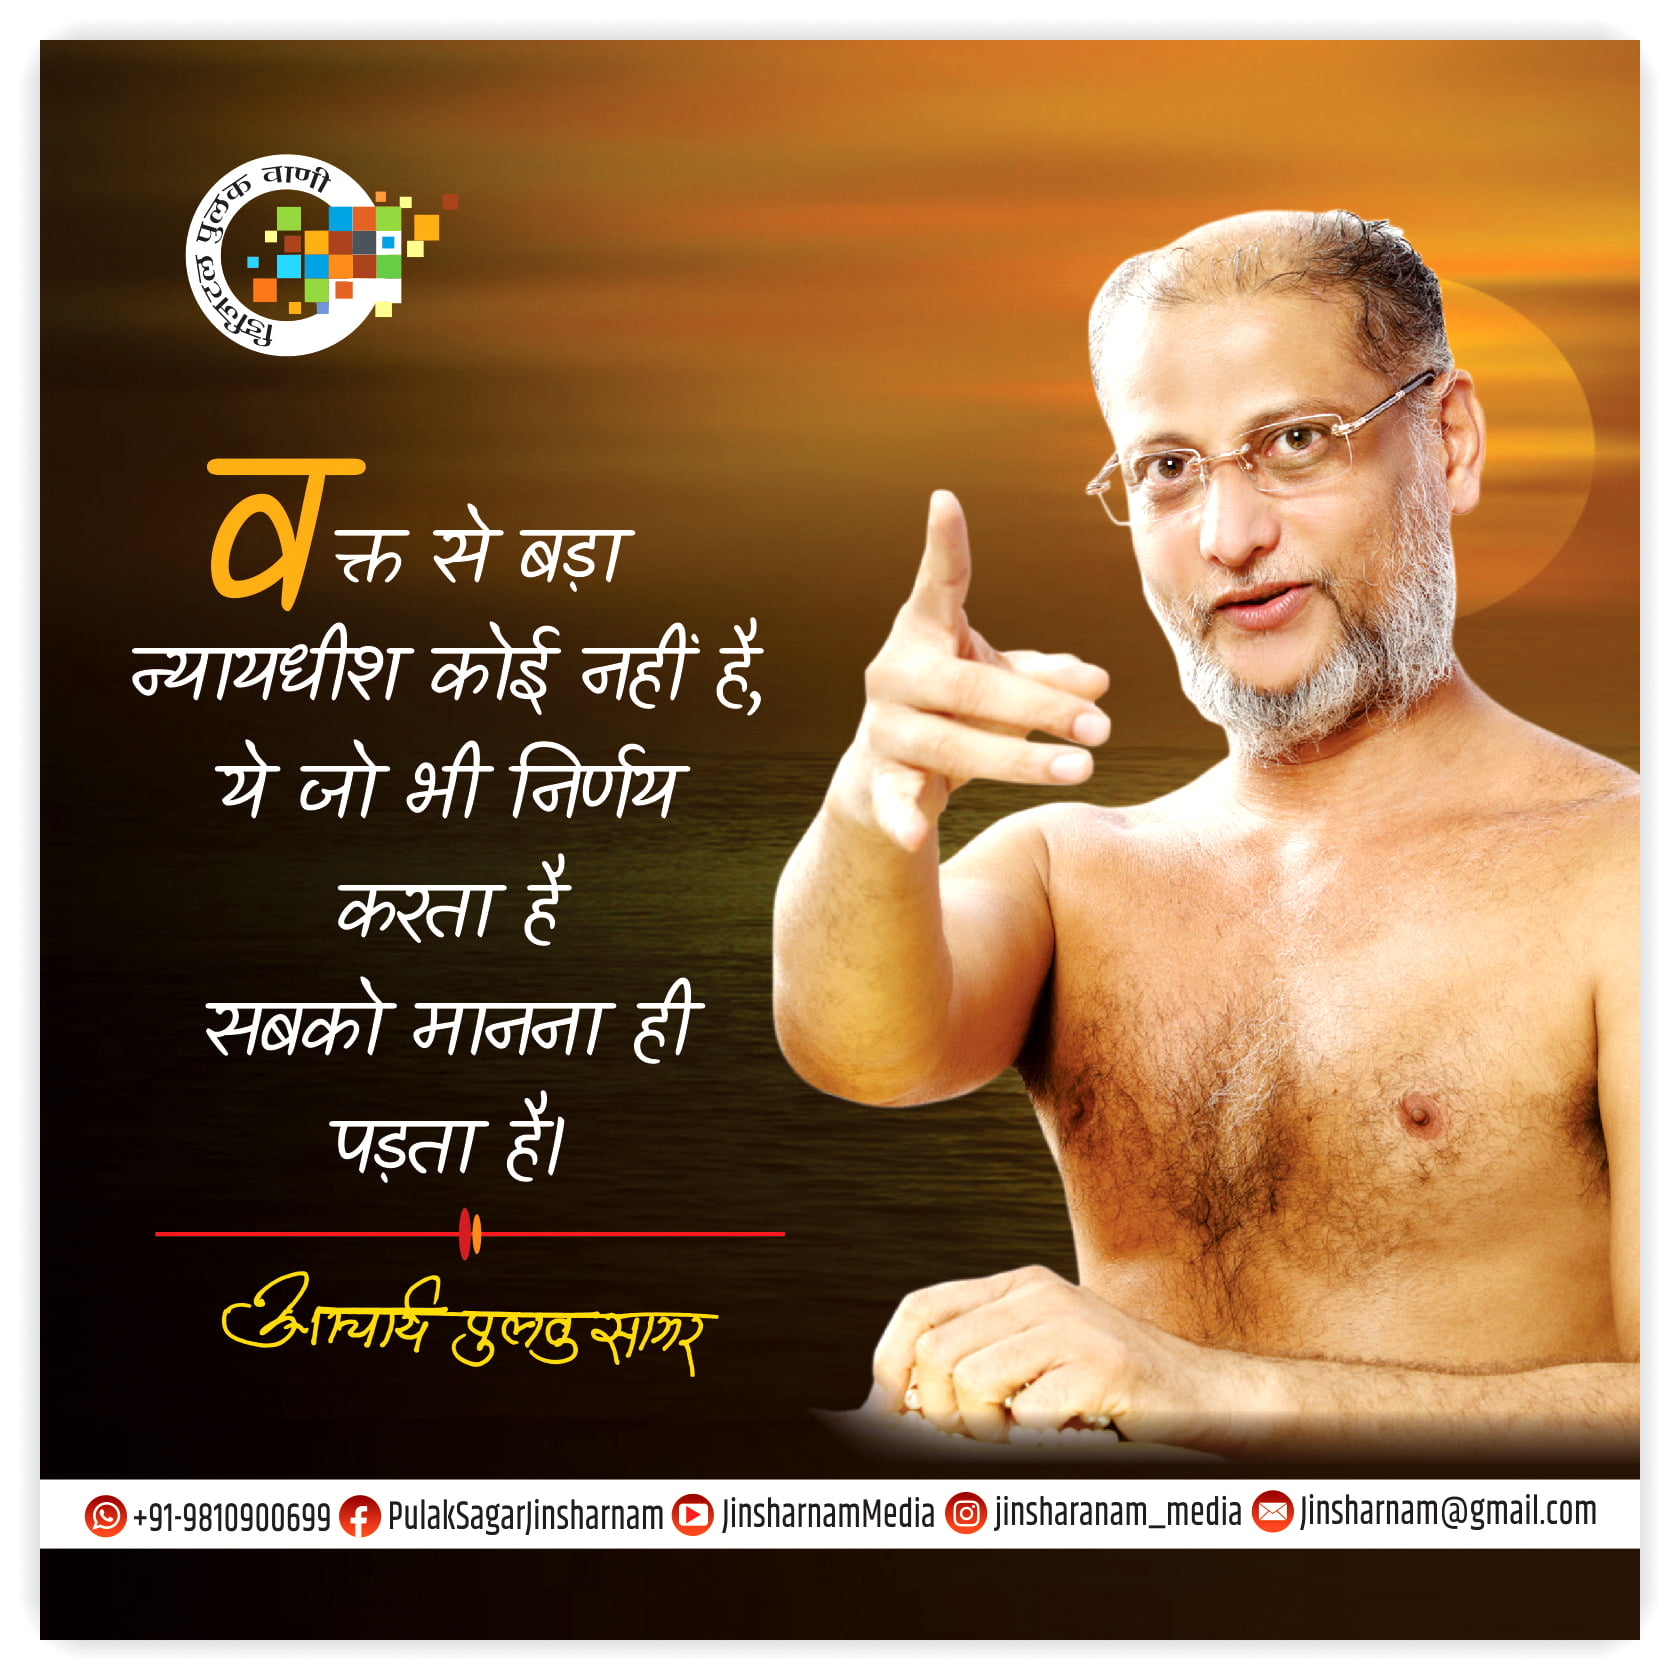 डिजिटल पुलक वाणी
वक्त से बड़ा
न्यायधीश कोई नहीं है,
ये जो भी निर्णय
करता है
सबको मानना ही
पड़ता है।
आचार्य पुलक सागर
+91-9810900699 PulakSagarJinsharnam JinsharnamMedia jinsharanam_media Jinsharnam@gmail.com